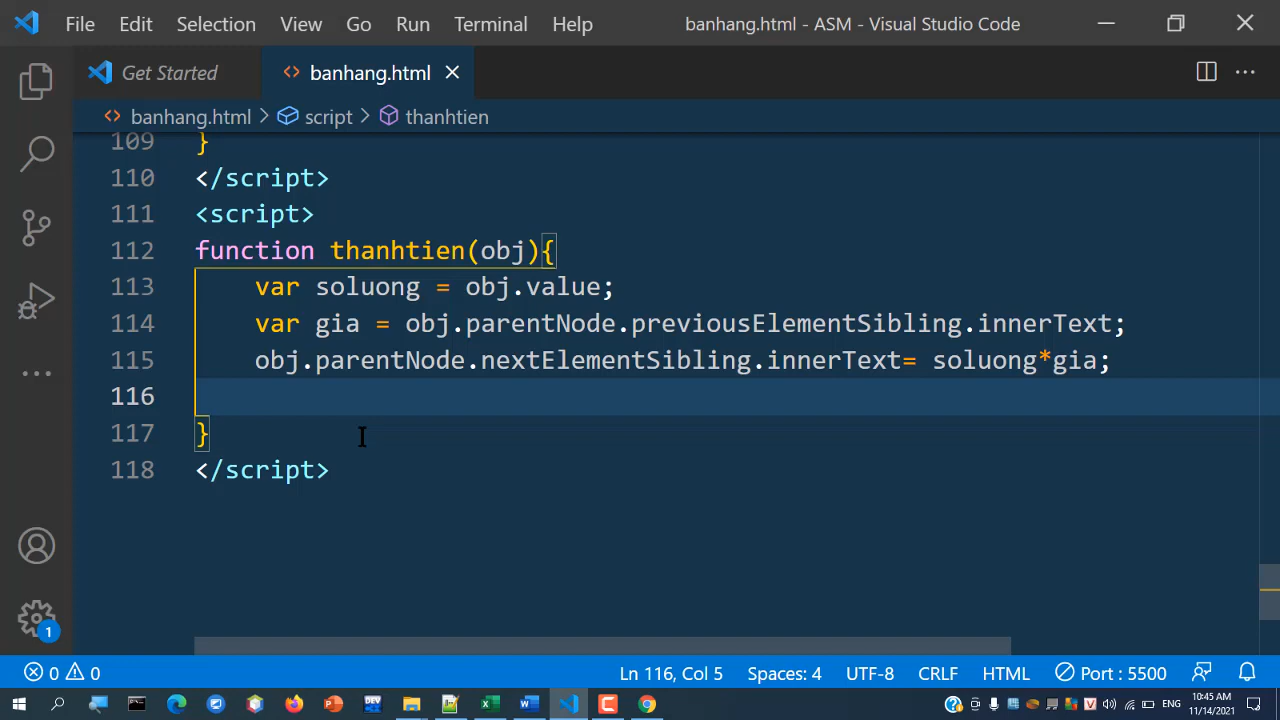 File Edit Selection View Go Run Terminal Help banhang.html - ASM - Visual Studio Code
Get Started banhang.html
banhang.html > script > thanhtien
109 }
110 </script>
111 <script>
112 function thanhtien(obj){
113 var soluong = obj.value;
114 var gia = obj.parentNode.previousElementSibling.innerText;
115 obj.parentNode.nextElementSibling.innerText= soluong*gia;
116
117 }
118 </script>
1
0 0 Ln 116, Col 5 Spaces: 4 UTF-8 CRLF HTML Port : 5500
ENG 10:45 AM
11/14/2021